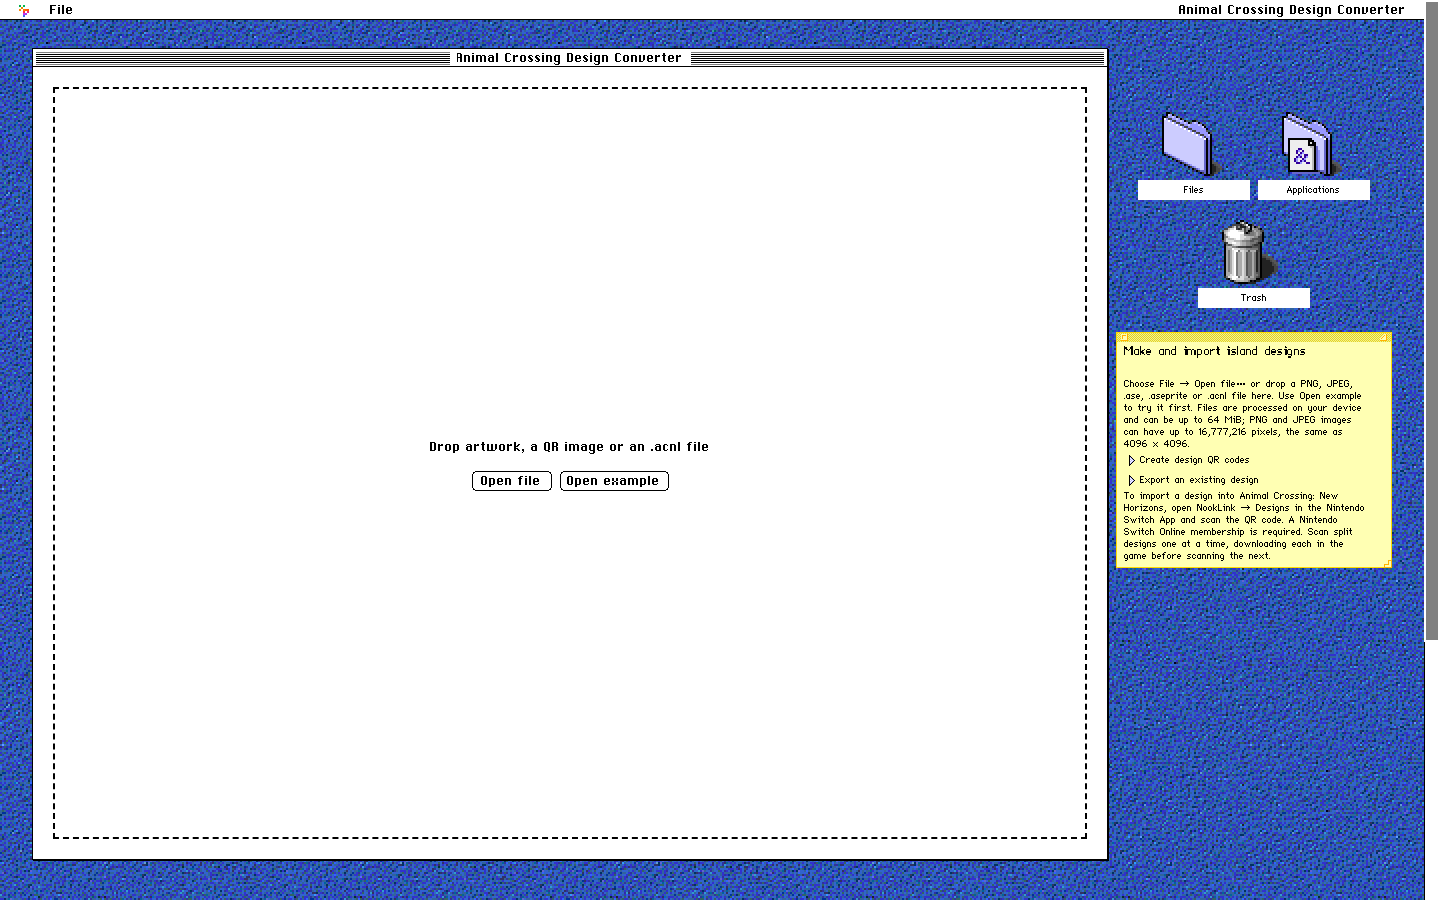 File
Animal Crossing Design Converter
Animal Crossing Design Converter
Files
Applications
&
Trash
Drop artwork, a QR image or an .acnl file
Open file
Open example
Make and import island designs
Choose File → Open file… or drop a PNG, JPEG,
.ase, .aseprite or .acnl file here. Use Open example
to try it first. Files are processed on your device
and can be up to 64 MiB; PNG and JPEG images
can have up to 16,777,216 pixels, the same as
4096 × 4096.
Create design QR codes
Export an existing design
To import a design into Animal Crossing: New
Horizons, open NookLink → Designs in the Nintendo
Switch App and scan the QR code. A Nintendo
Switch Online membership is required. Scan split
designs one at a time, downloading each in the
game before scanning the next.